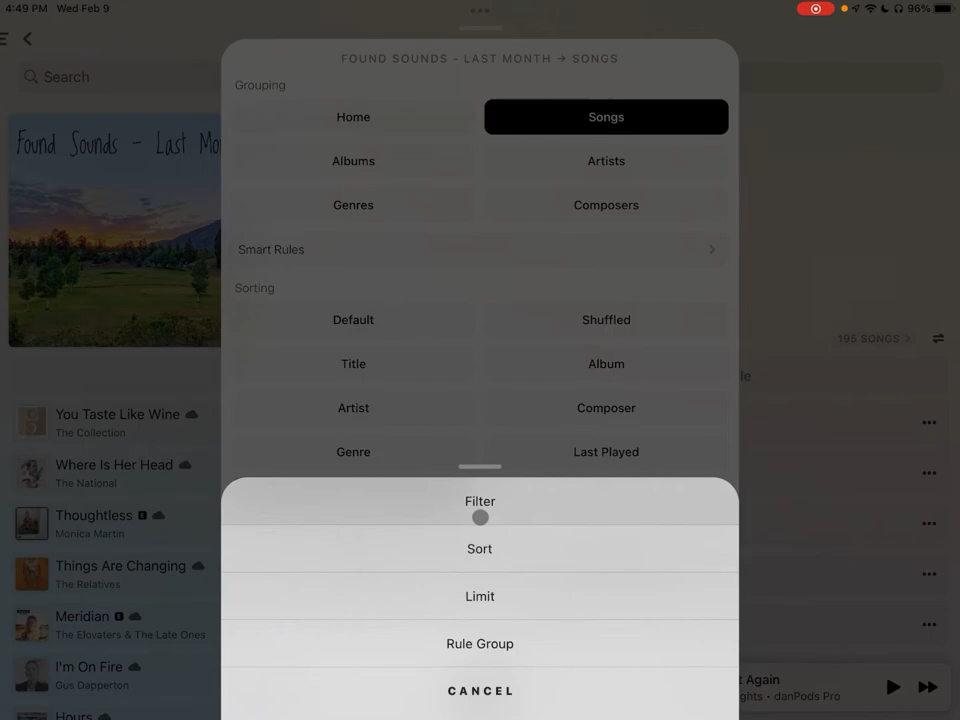 4:49 PM Wed Feb 9
96%
Search
Found Sounds - Last Mo
FOUND SOUNDS - LAST MONTH → SONGS
Grouping
Home
Songs
Albums
Artists
Genres
Composers
Smart Rules
Sorting
Default
Shuffled
Title
Album
Artist
Composer
Genre
Last Played
Filter
Sort
Limit
Rule Group
CANCEL
195 SONGS
le
You Taste Like Wine
The Collection
Where Is Her Head
The National
Thoughtless E
Monica Martin
Things Are Changing
The Relatives
Meridian E
The Elovaters & The Late Ones
I'm On Fire
Gus Dapperton
Hours
t Again
ghts • danPods Pro